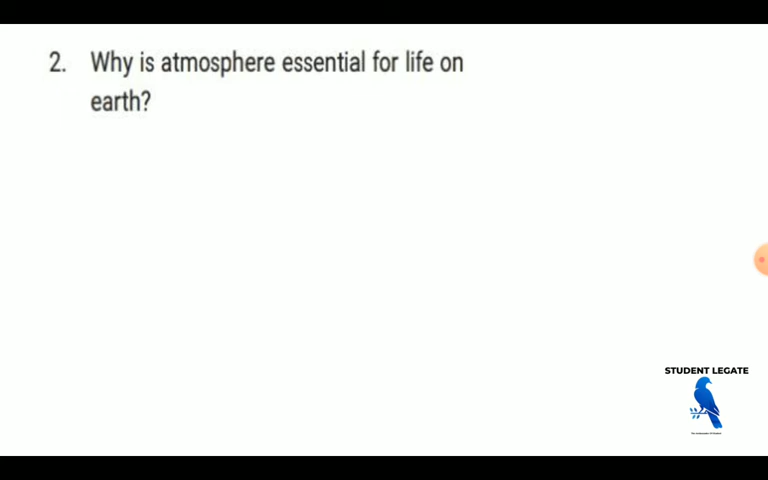 2. Why is atmosphere essential for life on
earth?
STUDENT LEGATE